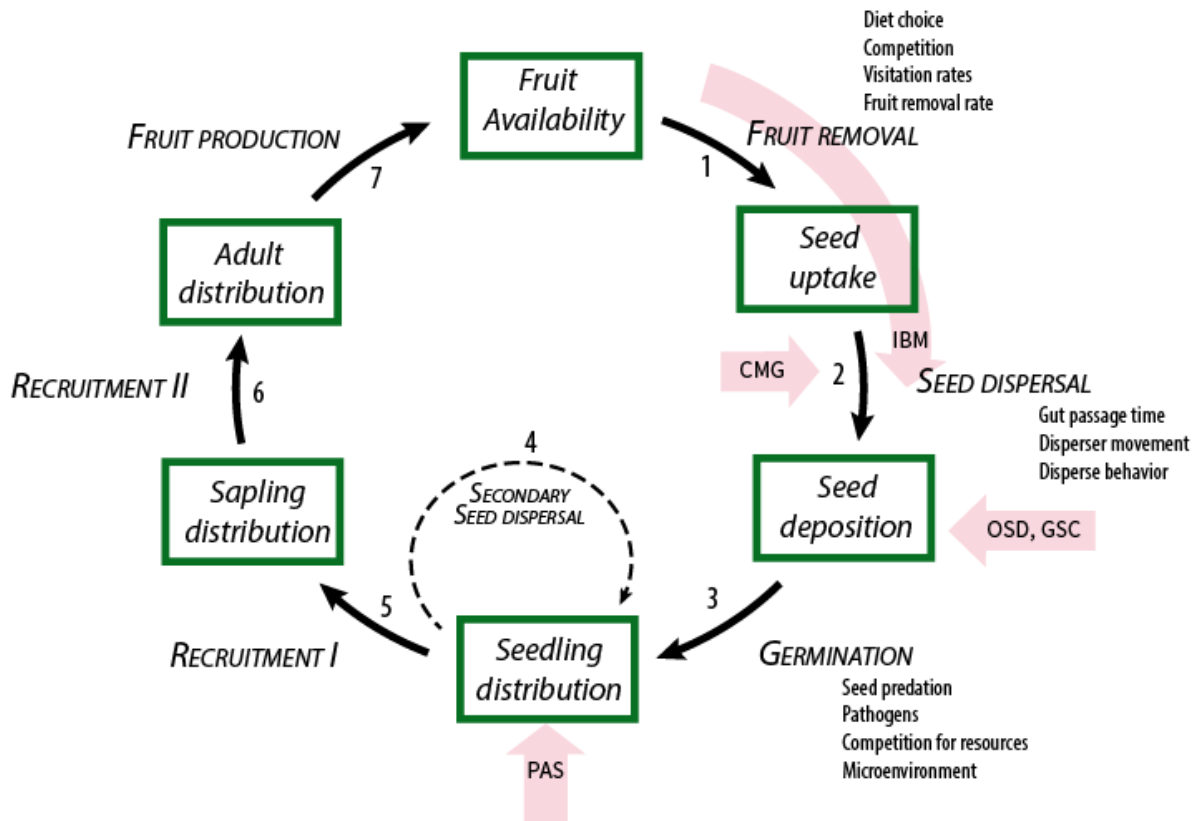 Diet choice
Competition
Visitation rates
Fruit removal rate
Fruit
Availability
FRUIT REMOVAL
1
Seed
uptake
IBM
CMG
2
SEED DISPERSAL
Gut passage time
Disperser movement
Disperse behavior
Seed
deposition
OSD, GSC
3
GERMINATION
Seed predation
Pathogens
Competition for resources
Microenvironment
Seedling
distribution
PAS
4
SECONDARY
SEED DISPERSAL
5
RECRUITMENT I
Sapling
distribution
6
RECRUITMENT II
Adult
distribution
7
FRUIT PRODUCTION